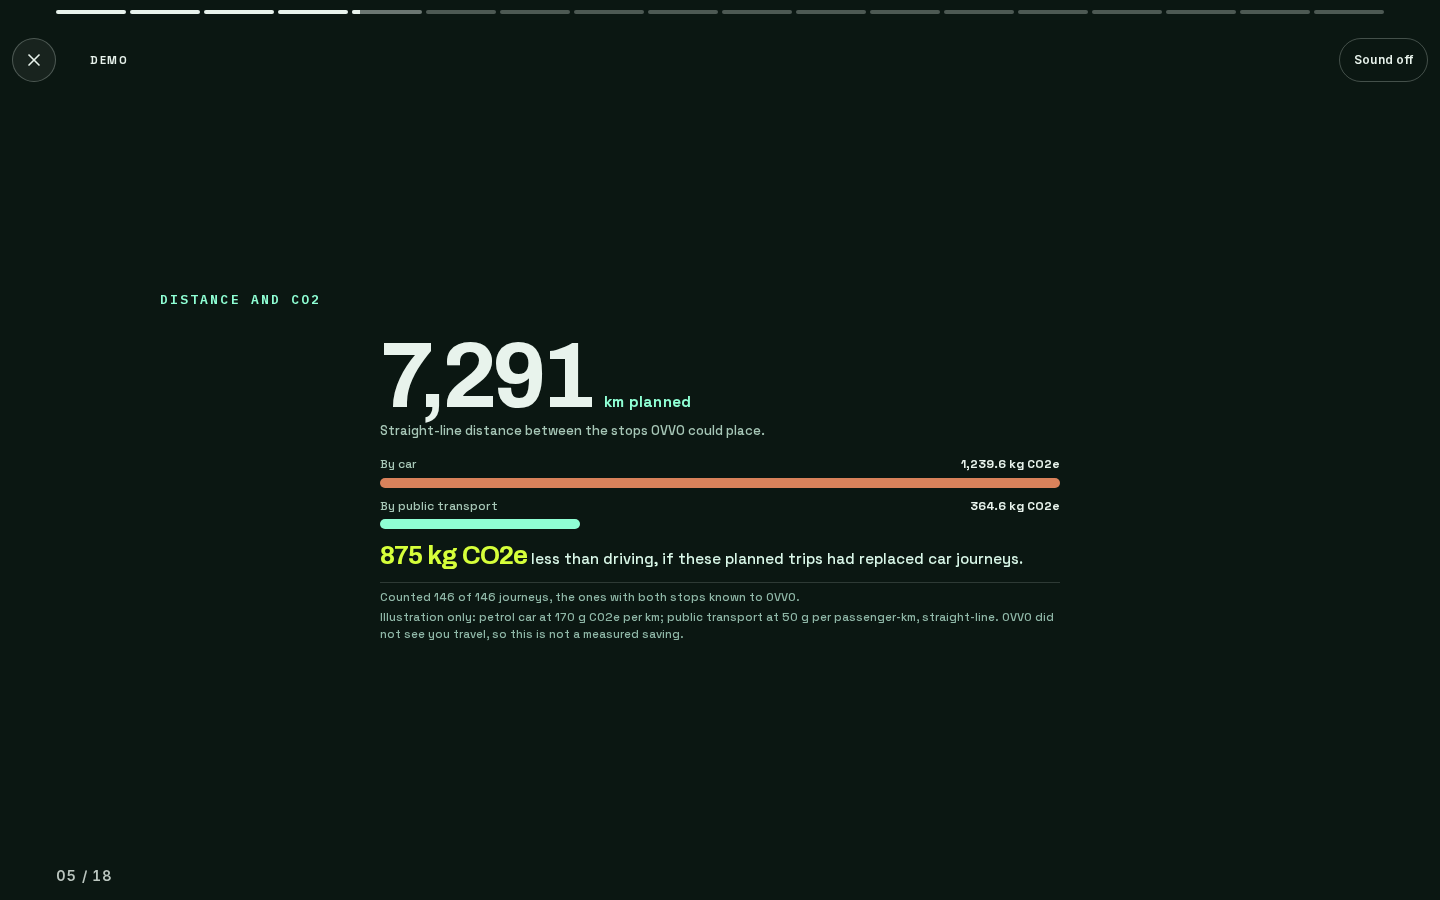 DEMO
Sound off
DISTANCE AND CO2
7,291 km planned
Straight-line distance between the stops OVVO could place.
By car 1,239.6 kg CO2e
By public transport 364.6 kg CO2e
875 kg CO2e less than driving, if these planned trips had replaced car journeys.
Counted 146 of 146 journeys, the ones with both stops known to OVVO.
Illustration only: petrol car at 170 g CO2e per km; public transport at 50 g per passenger-km, straight-line. OVVO did
not see you travel, so this is not a measured saving.
05 / 18